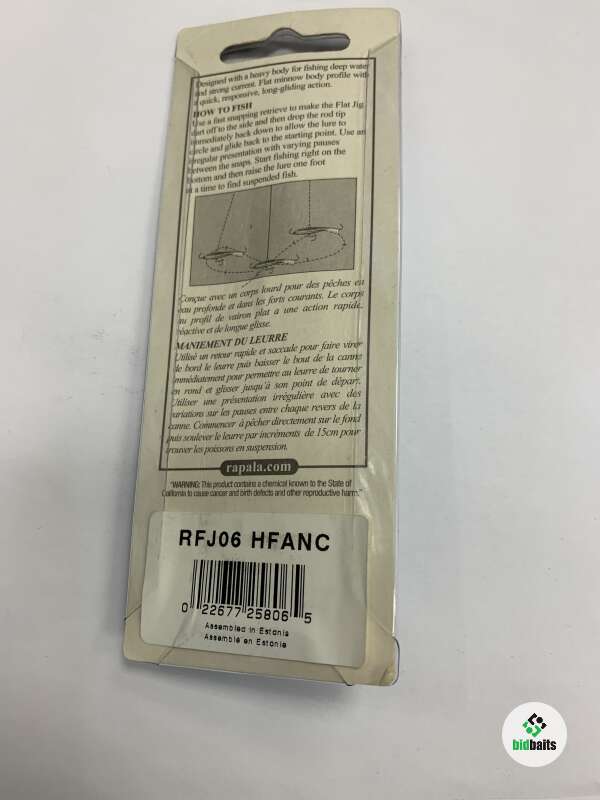 Designed with a heavy body for fishing deep water
and strong current. Flat minnow body profile with
a quick, responsive, long-gliding action.
HOW TO FISH
Use a fast snapping retrieve to make the Flat Jig
dart off to the side and then drop the rod tip
immediately back down to allow the lure to
circle and glide back to the starting point. Use an
irregular presentation with varying pauses
between the snaps. Start fishing right on the
bottom and then raise the lure one foot
at a time to find suspended fish.
Conçue avec un corps lourd pour des pêches en
eau profonde et dans les forts courants. Le corps
au profil de vairon plat a une action rapide,
réactive et de longue glisse.
MANIEMENT DU LEURRE
Utilisé un retour rapide et saccade pour faire virer
de bord le leurre puis baisser le bout de la canne
immédiatement pour permettre au leurre de tourner
en rond et glisser jusqu'à son point de départ.
Utiliser une présentation irrégulière avec des
variations sur les pauses entre chaque revers de la
canne. Commencer à pêcher directement sur le fond
puis soulever le leurre par incréments de 15cm pour
trouver les poissons en suspension.
rapala.com
"WARNING: This product contains a chemical known to the State of
California to cause cancer and birth defects and other reproductive harm."
RFJ06 HFANC
0 22677 25806 5
Assembled in Estonia
Assemblé en Estonie
bidbaits